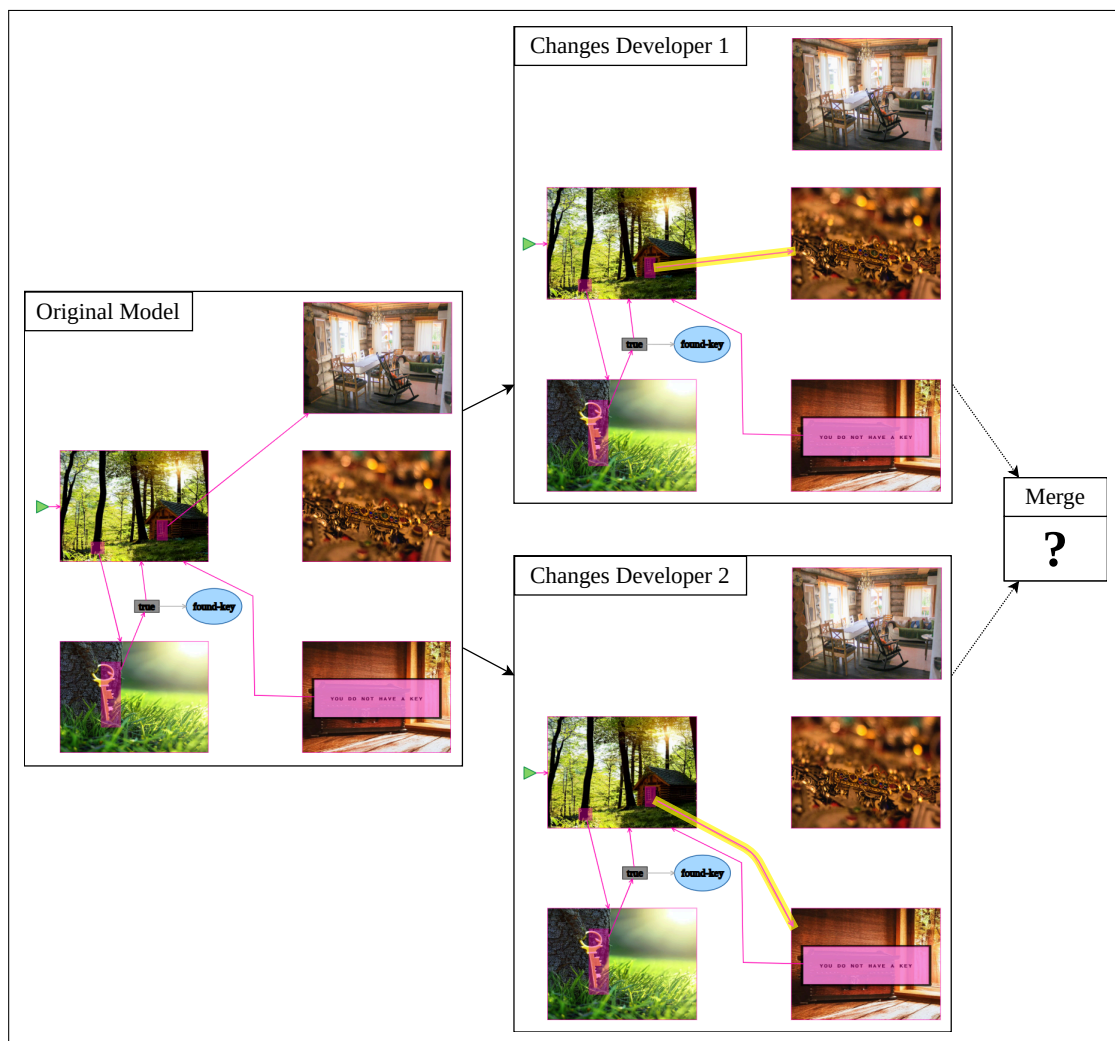 Original Model
true
found-key
YOU DO NOT HAVE A KEY
Changes Developer 1
true
found-key
YOU DO NOT HAVE A KEY
Changes Developer 2
true
found-key
YOU DO NOT HAVE A KEY
Merge
?